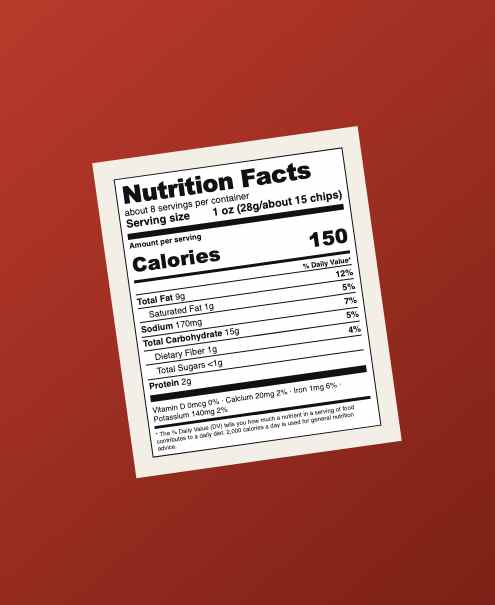 Nutrition Facts
about 8 servings per container
Serving size 1 oz (28g/about 15 chips)
Amount per serving
Calories 150
% Daily Value*
Total Fat 9g 12%
Saturated Fat 1g 5%
Sodium 170mg 7%
Total Carbohydrate 15g 5%
Dietary Fiber 1g 4%
Total Sugars <1g
Protein 2g
Vitamin D 0mcg 0% · Calcium 20mg 2% · Iron 1mg 6% ·
Potassium 140mg 2%
* The % Daily Value (DV) tells you how much a nutrient in a serving of food
contributes to a daily diet. 2,000 calories a day is used for general nutrition
advice.